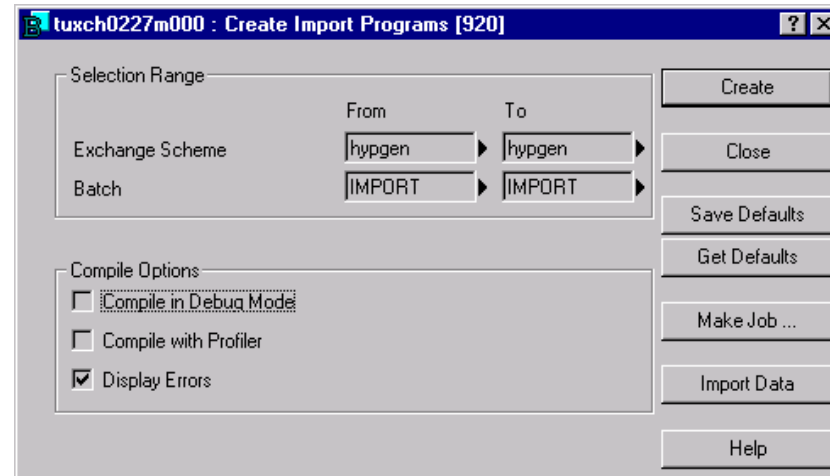 tuxch0227m000 : Create Import Programs [920]
Selection Range
From To
Exchange Scheme hypgen hypgen
Batch IMPORT IMPORT
Compile Options
Compile in Debug Mode
Compile with Profiler
Display Errors
Create
Close
Save Defaults
Get Defaults
Make Job ...
Import Data
Help